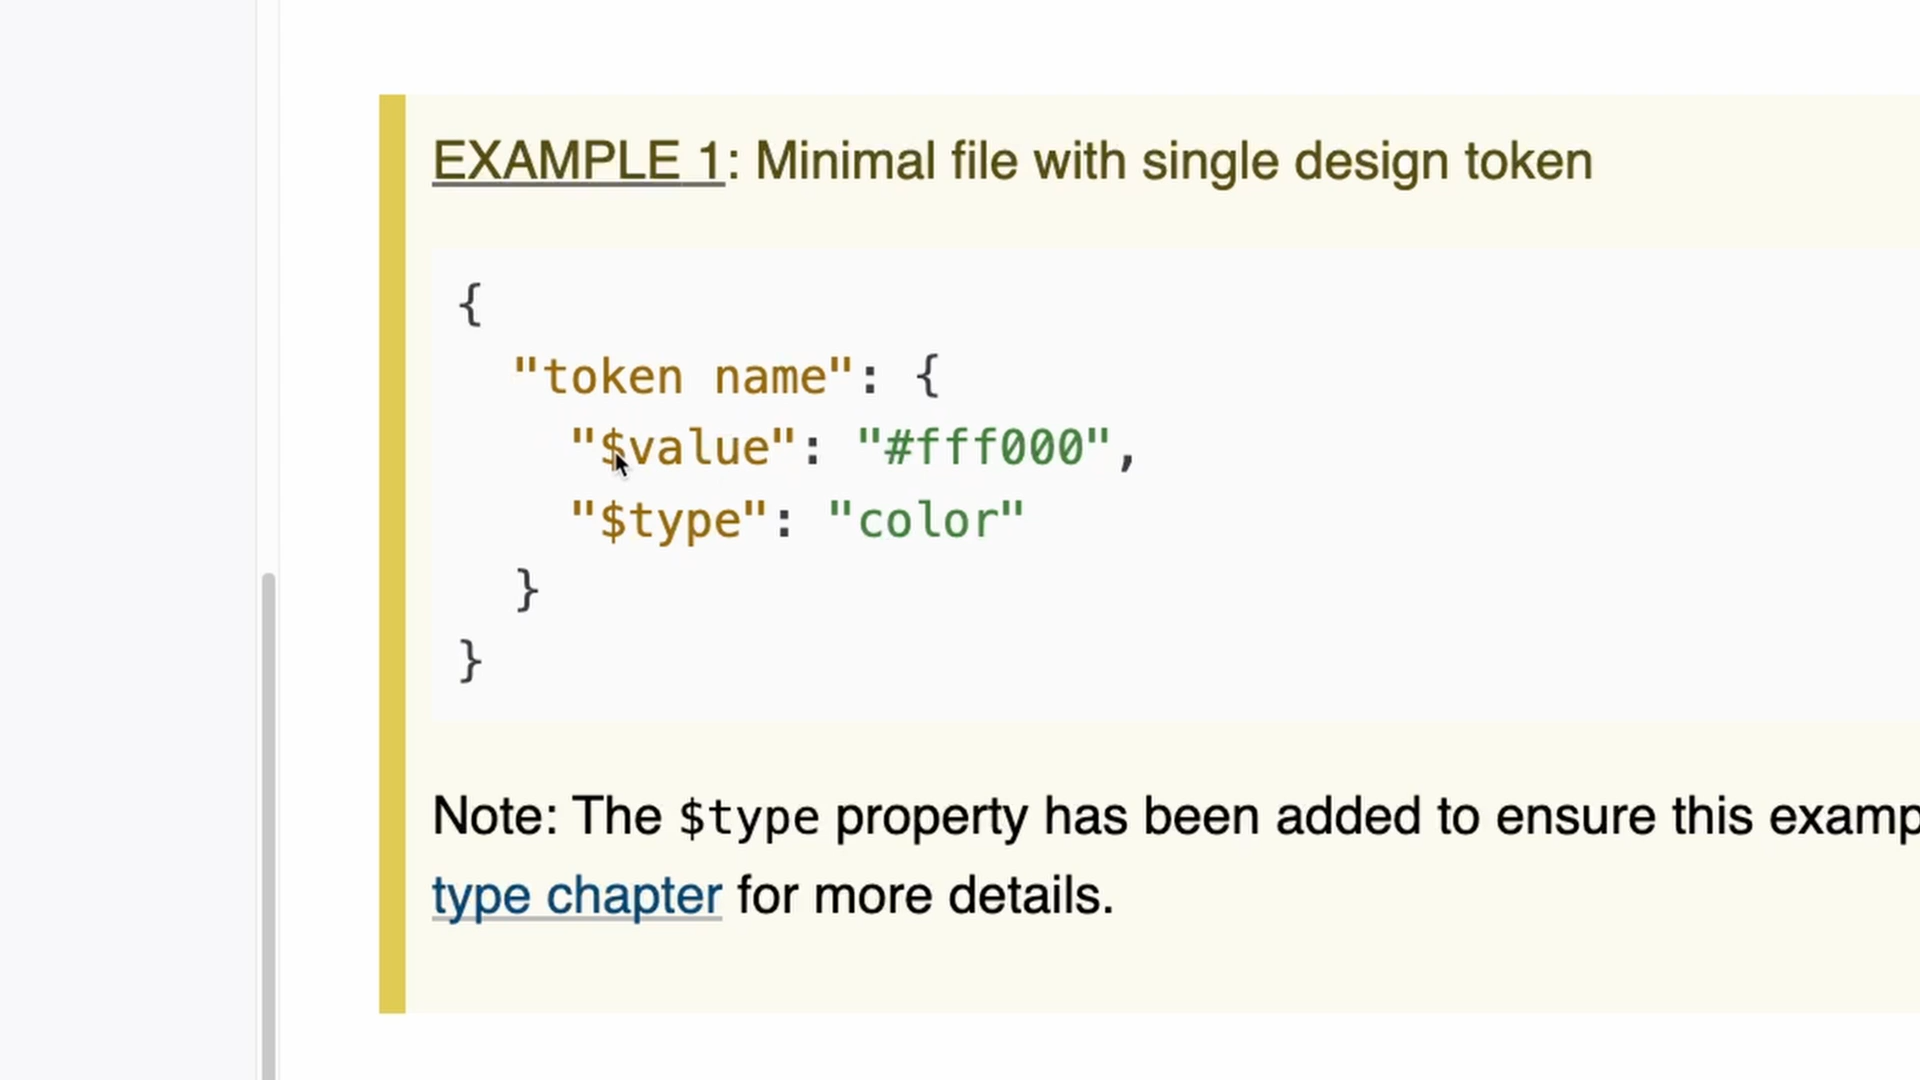 EXAMPLE 1: Minimal file with single design token
{
"token name": {
"$value": "#fff000",
"$type": "color"
}
}
Note: The $type property has been added to ensure this examp
type chapter for more details.